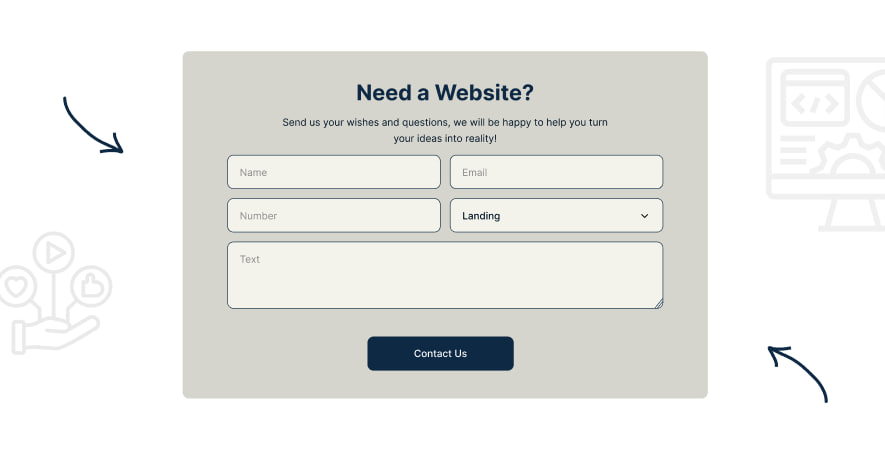 Need a Website?
Send us your wishes and questions, we will be happy to help you turn
your ideas into reality!
Name
Email
Number
Landing
Text
Contact Us